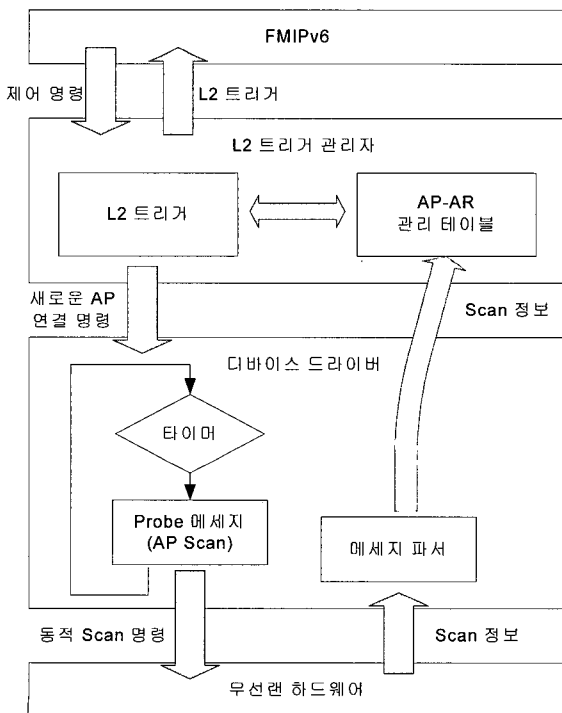 FMIPv6
제어 명령
L2 트리거
L2 트리거 관리자
L2 트리거
AP-AR
관리 테이블
새로운 AP
연결 명령
Scan 정보
디바이스 드라이버
타이머
Probe 메세지
(AP Scan)
메세지 파서
동적 Scan 명령
Scan 정보
무선랜 하드웨어